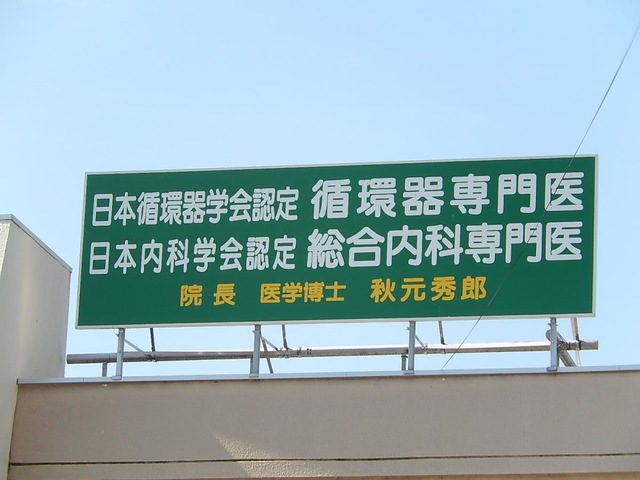 日本循環器学会認定 循環器専門医
日本内科学会認定 総合内科専門医
院長 医学博士 秋元秀郎